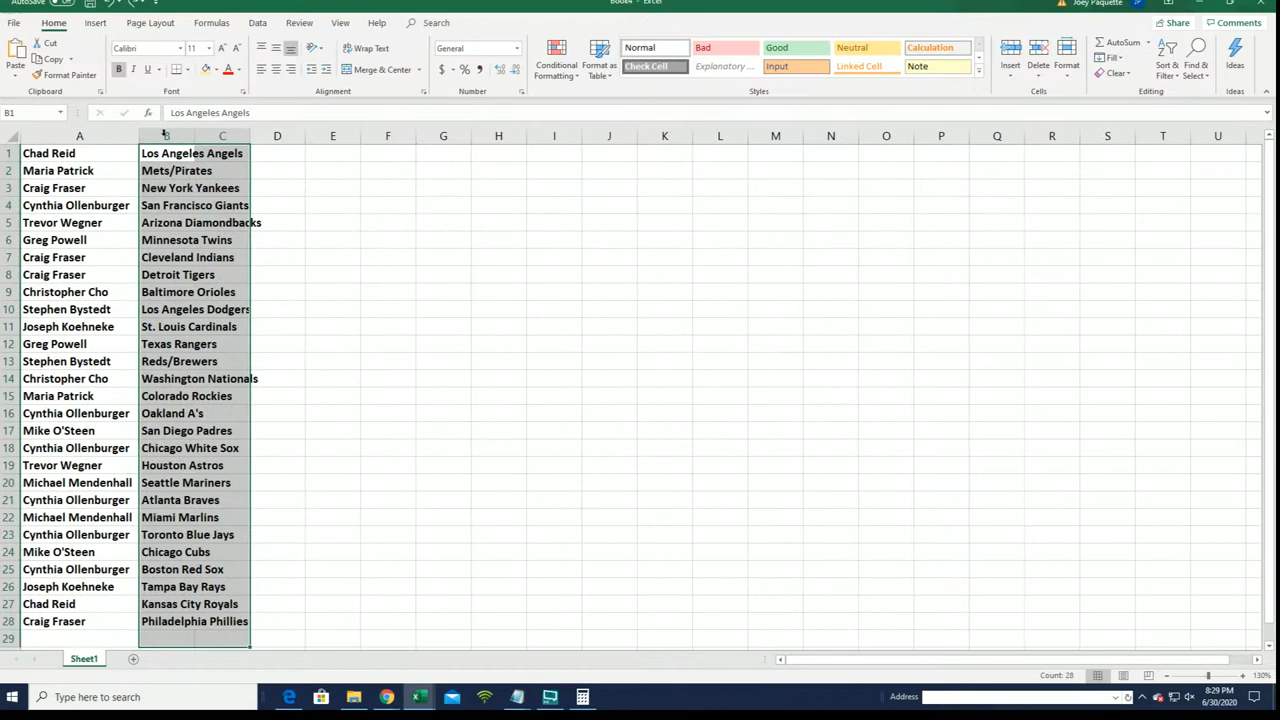 AutoSave Off Book4 - Excel Joey Paquette JP
File Home Insert Page Layout Formulas Data Review View Help Search Share Comments
Paste Cut Copy Format Painter Clipboard
Calibri 11 B I U A Font
Wrap Text Merge & Center Alignment
General $ % , Number
Conditional Formatting Format as Table
Normal Bad Good Neutral Calculation
Check Cell Explanatory ... Input Linked Cell Note
Styles
Insert Delete Format Cells
AutoSum Fill Clear Sort & Filter Find & Select Editing
Ideas Ideas
B1 fx Los Angeles Angels
A B C D E F G H I J K L M N O P Q R S T U
1 Chad Reid Los Angeles Angels
2 Maria Patrick Mets/Pirates
3 Craig Fraser New York Yankees
4 Cynthia Ollenburger San Francisco Giants
5 Trevor Wegner Arizona Diamondbacks
6 Greg Powell Minnesota Twins
7 Craig Fraser Cleveland Indians
8 Craig Fraser Detroit Tigers
9 Christopher Cho Baltimore Orioles
10 Stephen Bystedt Los Angeles Dodgers
11 Joseph Koehneke St. Louis Cardinals
12 Greg Powell Texas Rangers
13 Stephen Bystedt Reds/Brewers
14 Christopher Cho Washington Nationals
15 Maria Patrick Colorado Rockies
16 Cynthia Ollenburger Oakland A's
17 Mike O'Steen San Diego Padres
18 Cynthia Ollenburger Chicago White Sox
19 Trevor Wegner Houston Astros
20 Michael Mendenhall Seattle Mariners
21 Cynthia Ollenburger Atlanta Braves
22 Michael Mendenhall Miami Marlins
23 Cynthia Ollenburger Toronto Blue Jays
24 Mike O'Steen Chicago Cubs
25 Cynthia Ollenburger Boston Red Sox
26 Joseph Koehneke Tampa Bay Rays
27 Chad Reid Kansas City Royals
28 Craig Fraser Philadelphia Phillies
29
Sheet1
Count: 28 130%
Type here to search Address 8:29 PM
6/30/2020